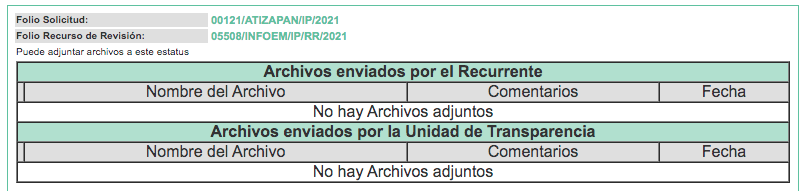 Folio Solicitud: 00121/ATIZAPAN/IP/2021
Folio Recurso de Revisión: 05508/INFOEM/IP/RR/2021
Puede adjuntar archivos a este estatus
Archivos enviados por el Recurrente
Nombre del Archivo Comentarios Fecha
No hay Archivos adjuntos
Archivos enviados por la Unidad de Transparencia
Nombre del Archivo Comentarios Fecha
No hay Archivos adjuntos